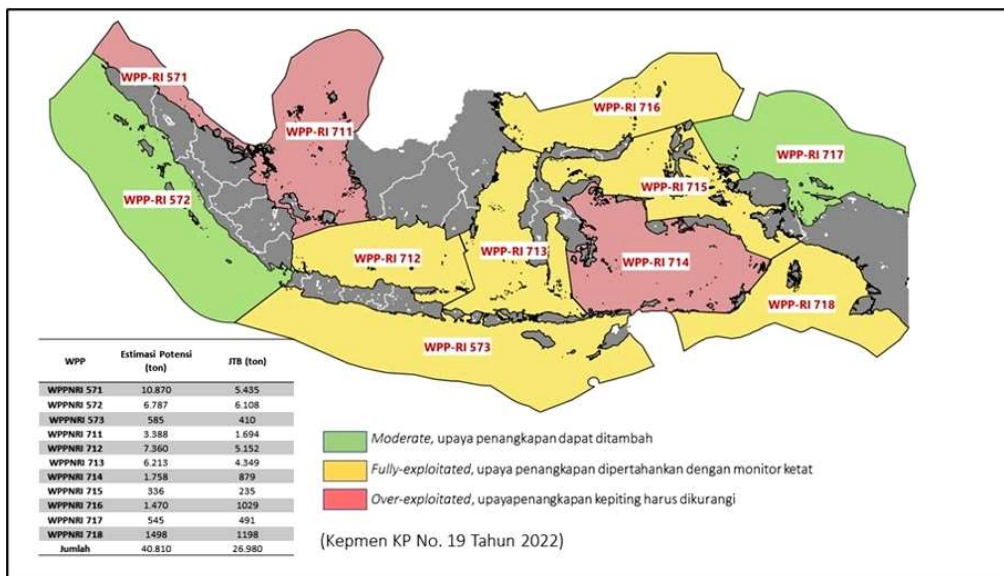 WPP-RI 571
WPP-RI 711
WPP-RI 716
WPP-RI 717
WPP-RI 572
WPP-RI 715
WPP-RI 712
WPP-RI 713
WPP-RI 714
WPP-RI 718
WPP-RI 573
WPP Estimasi Potensi (ton) JTB (ton)
WPPNRI 571 10.870 5.435
WPPNRI 572 6.787 6.108
WPPNRI 573 585 410
WPPNRI 711 3.388 1.694
WPPNRI 712 7.360 5.152
WPPNRI 713 6.213 4.349
WPPNRI 714 1.758 879
WPPNRI 715 336 235
WPPNRI 716 1.470 1029
WPPNRI 717 545 491
WPPNRI 718 1498 1198
Jumlah 40.810 26.980
Moderate, upaya penangkapan dapat ditambah
Fully-exploitated, upaya penangkapan dipertahankan dengan monitor ketat
Over-exploitated, upayapenangkapan kepiting harus dikurangi
(Kepmen KP No. 19 Tahun 2022)